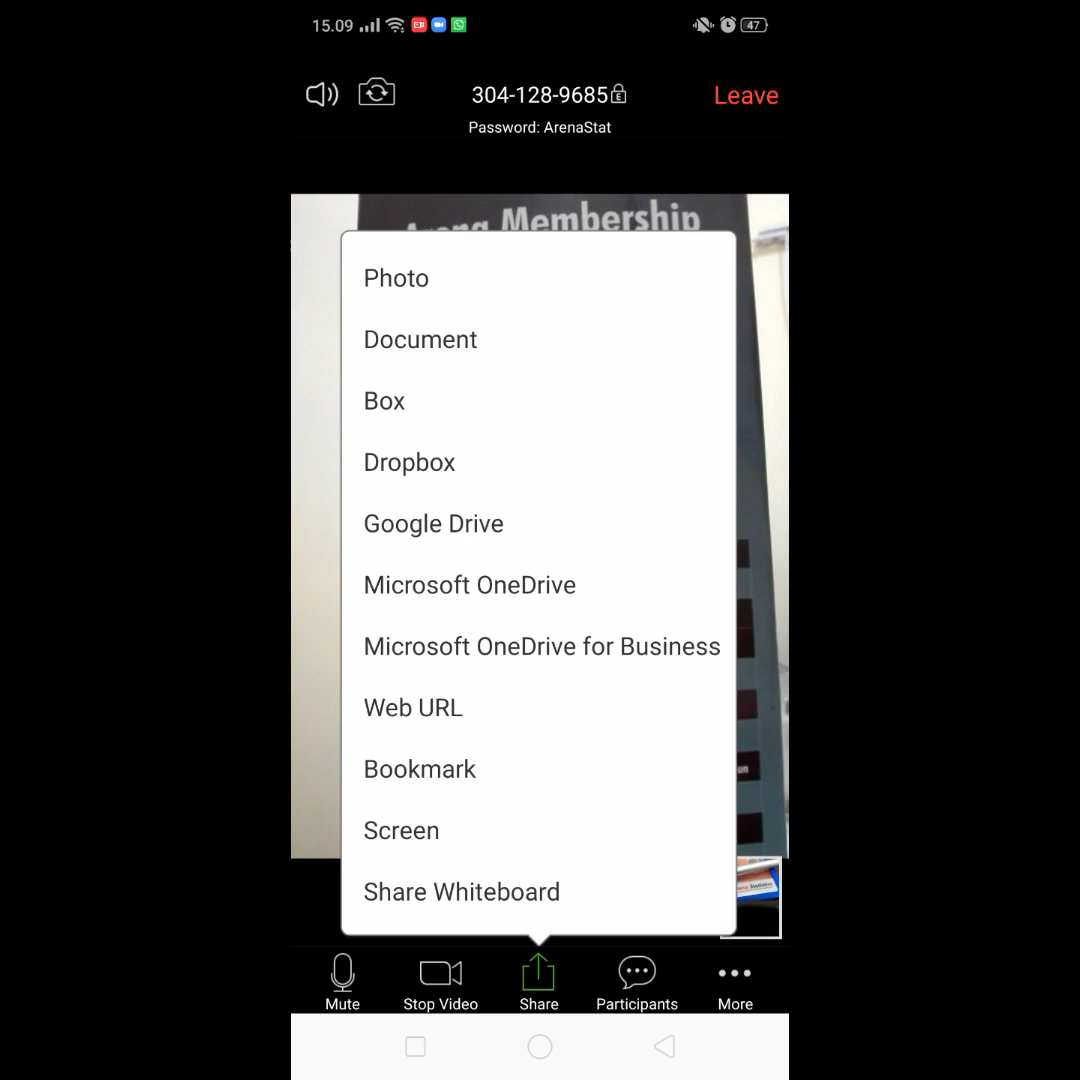 15.09
47
304-128-9685
Leave
Password: ArenaStat
Arena Membership
Photo
Document
Box
Dropbox
Google Drive
Microsoft OneDrive
Microsoft OneDrive for Business
Web URL
Bookmark
Screen
Share Whiteboard
Mute
Stop Video
Share
Participants
More